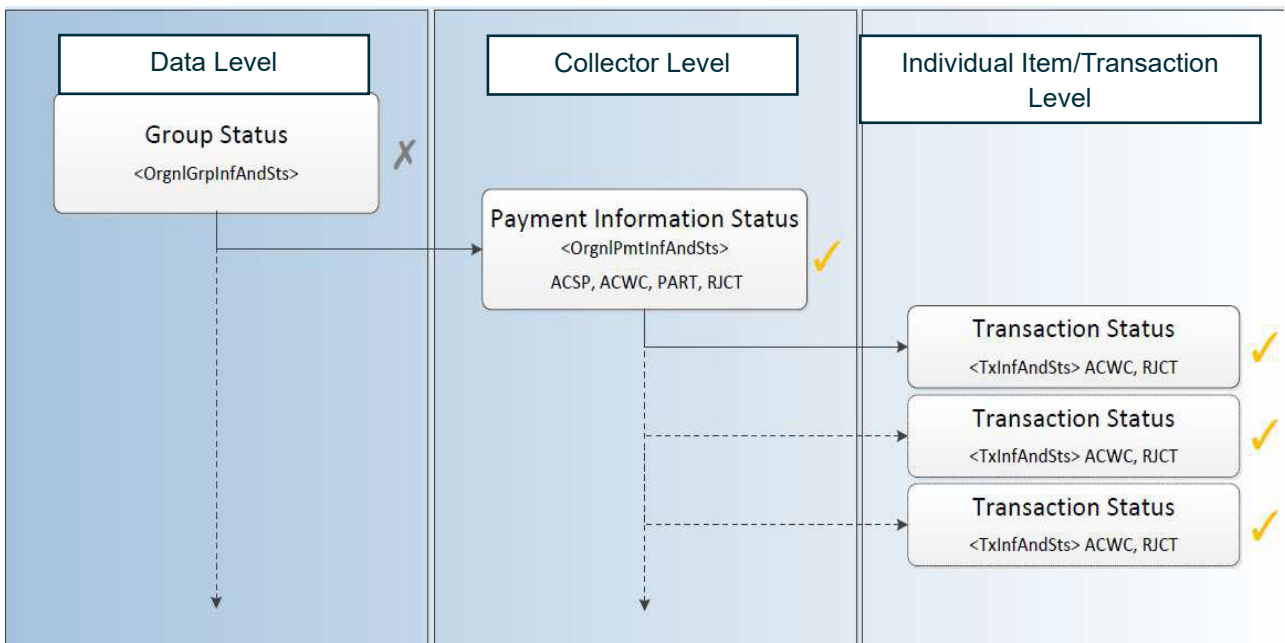 Data Level
Collector Level
Individual Item/Transaction
Level
Group Status
<OrgnlGrpInfAndSts>
Payment Information Status
<OrgnlPmtInfAndSts>
ACSP, ACWC, PART, RJCT
Transaction Status
<TxInfAndSts> ACWC, RJCT
Transaction Status
<TxInfAndSts> ACWC, RJCT
Transaction Status
<TxInfAndSts> ACWC, RJCT